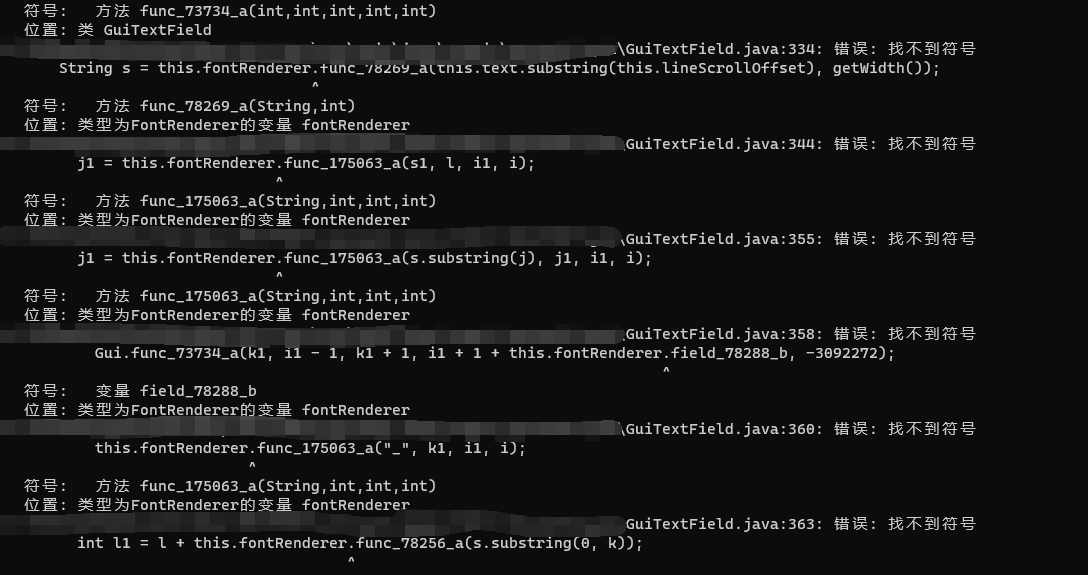 符号:   方法 func_73734_a(int,int,int,int,int)
位置: 类 GuiTextField
\GuiTextField.java:334: 错误: 找不到符号
String s = this.fontRenderer.func_78269_a(this.text.substring(this.lineScrollOffset), getWidth());
^
符号:   方法 func_78269_a(String,int)
位置: 类型为FontRenderer的变量 fontRenderer
\GuiTextField.java:344: 错误: 找不到符号
j1 = this.fontRenderer.func_175063_a(s1, l, i1, i);
^
符号:   方法 func_175063_a(String,int,int,int)
位置: 类型为FontRenderer的变量 fontRenderer
\GuiTextField.java:355: 错误: 找不到符号
j1 = this.fontRenderer.func_175063_a(s.substring(j), j1, i1, i);
^
符号:   方法 func_175063_a(String,int,int,int)
位置: 类型为FontRenderer的变量 fontRenderer
GuiTextField.java:358: 错误: 找不到符号
Gui.func_73734_a(k1, i1 - 1, k1 + 1, i1 + 1 + this.fontRenderer.field_78288_b, -3092272);
^
符号:   变量 field_78288_b
位置: 类型为FontRenderer的变量 fontRenderer
\GuiTextField.java:360: 错误: 找不到符号
this.fontRenderer.func_175063_a("_", k1, i1, i);
^
符号:   方法 func_175063_a(String,int,int,int)
位置: 类型为FontRenderer的变量 fontRenderer
GuiTextField.java:363: 错误: 找不到符号
int l1 = l + this.fontRenderer.func_78256_a(s.substring(0, k));
^